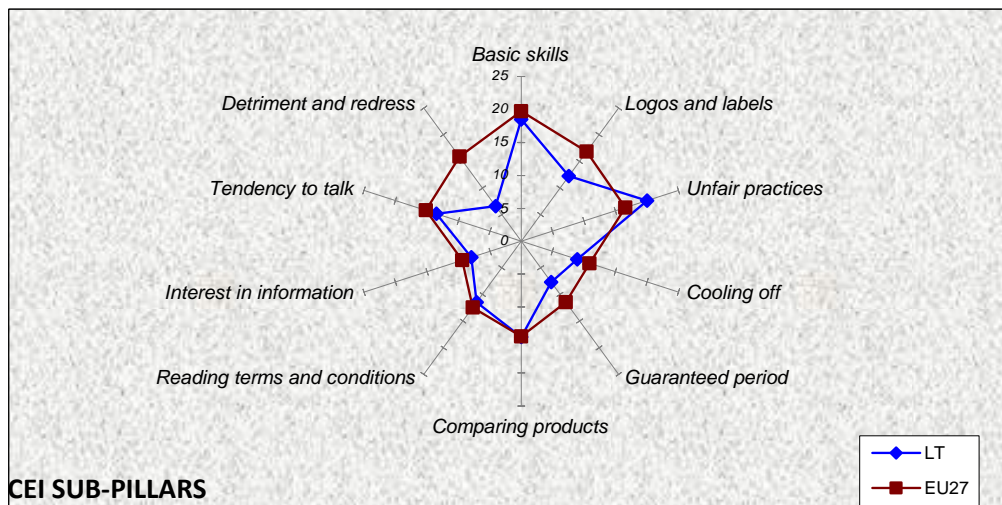 Basic skills
25
Detriment and redress
Logos and labels
20
15
Tendency to talk
10
Unfair practices
5
0
Interest in information
Cooling off
Reading terms and conditions
Guaranteed period
Comparing products
LT
CEI SUB-PILLARS
EU27